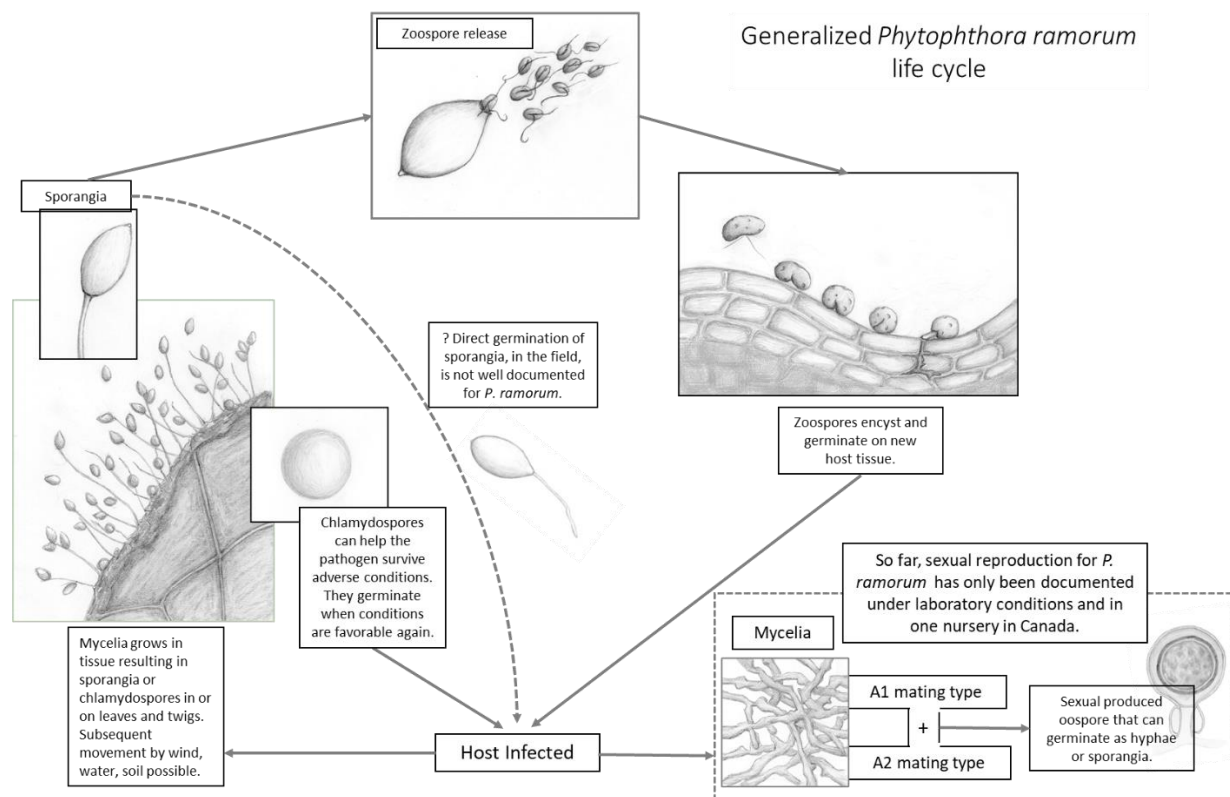 Generalized Phytophthora ramorum
life cycle
Zoospore release
Sporangia
? Direct germination of
sporangia, in the field,
is not well documented
for P. ramorum.
Zoospores encyst and
germinate on new
host tissue.
Chlamydospores
can help the
pathogen survive
adverse conditions.
They germinate
when conditions
are favorable again.
So far, sexual reproduction for P.
ramorum has only been documented
under laboratory conditions and in
one nursery in Canada.
Mycelia
Mycelia grows in
tissue resulting in
sporangia or
chlamydospores in or
on leaves and twigs.
Subsequent
movement by wind,
water, soil possible.
Host Infected
A1 mating type
+
A2 mating type
Sexual produced
oospore that can
germinate as hyphae
or sporangia.